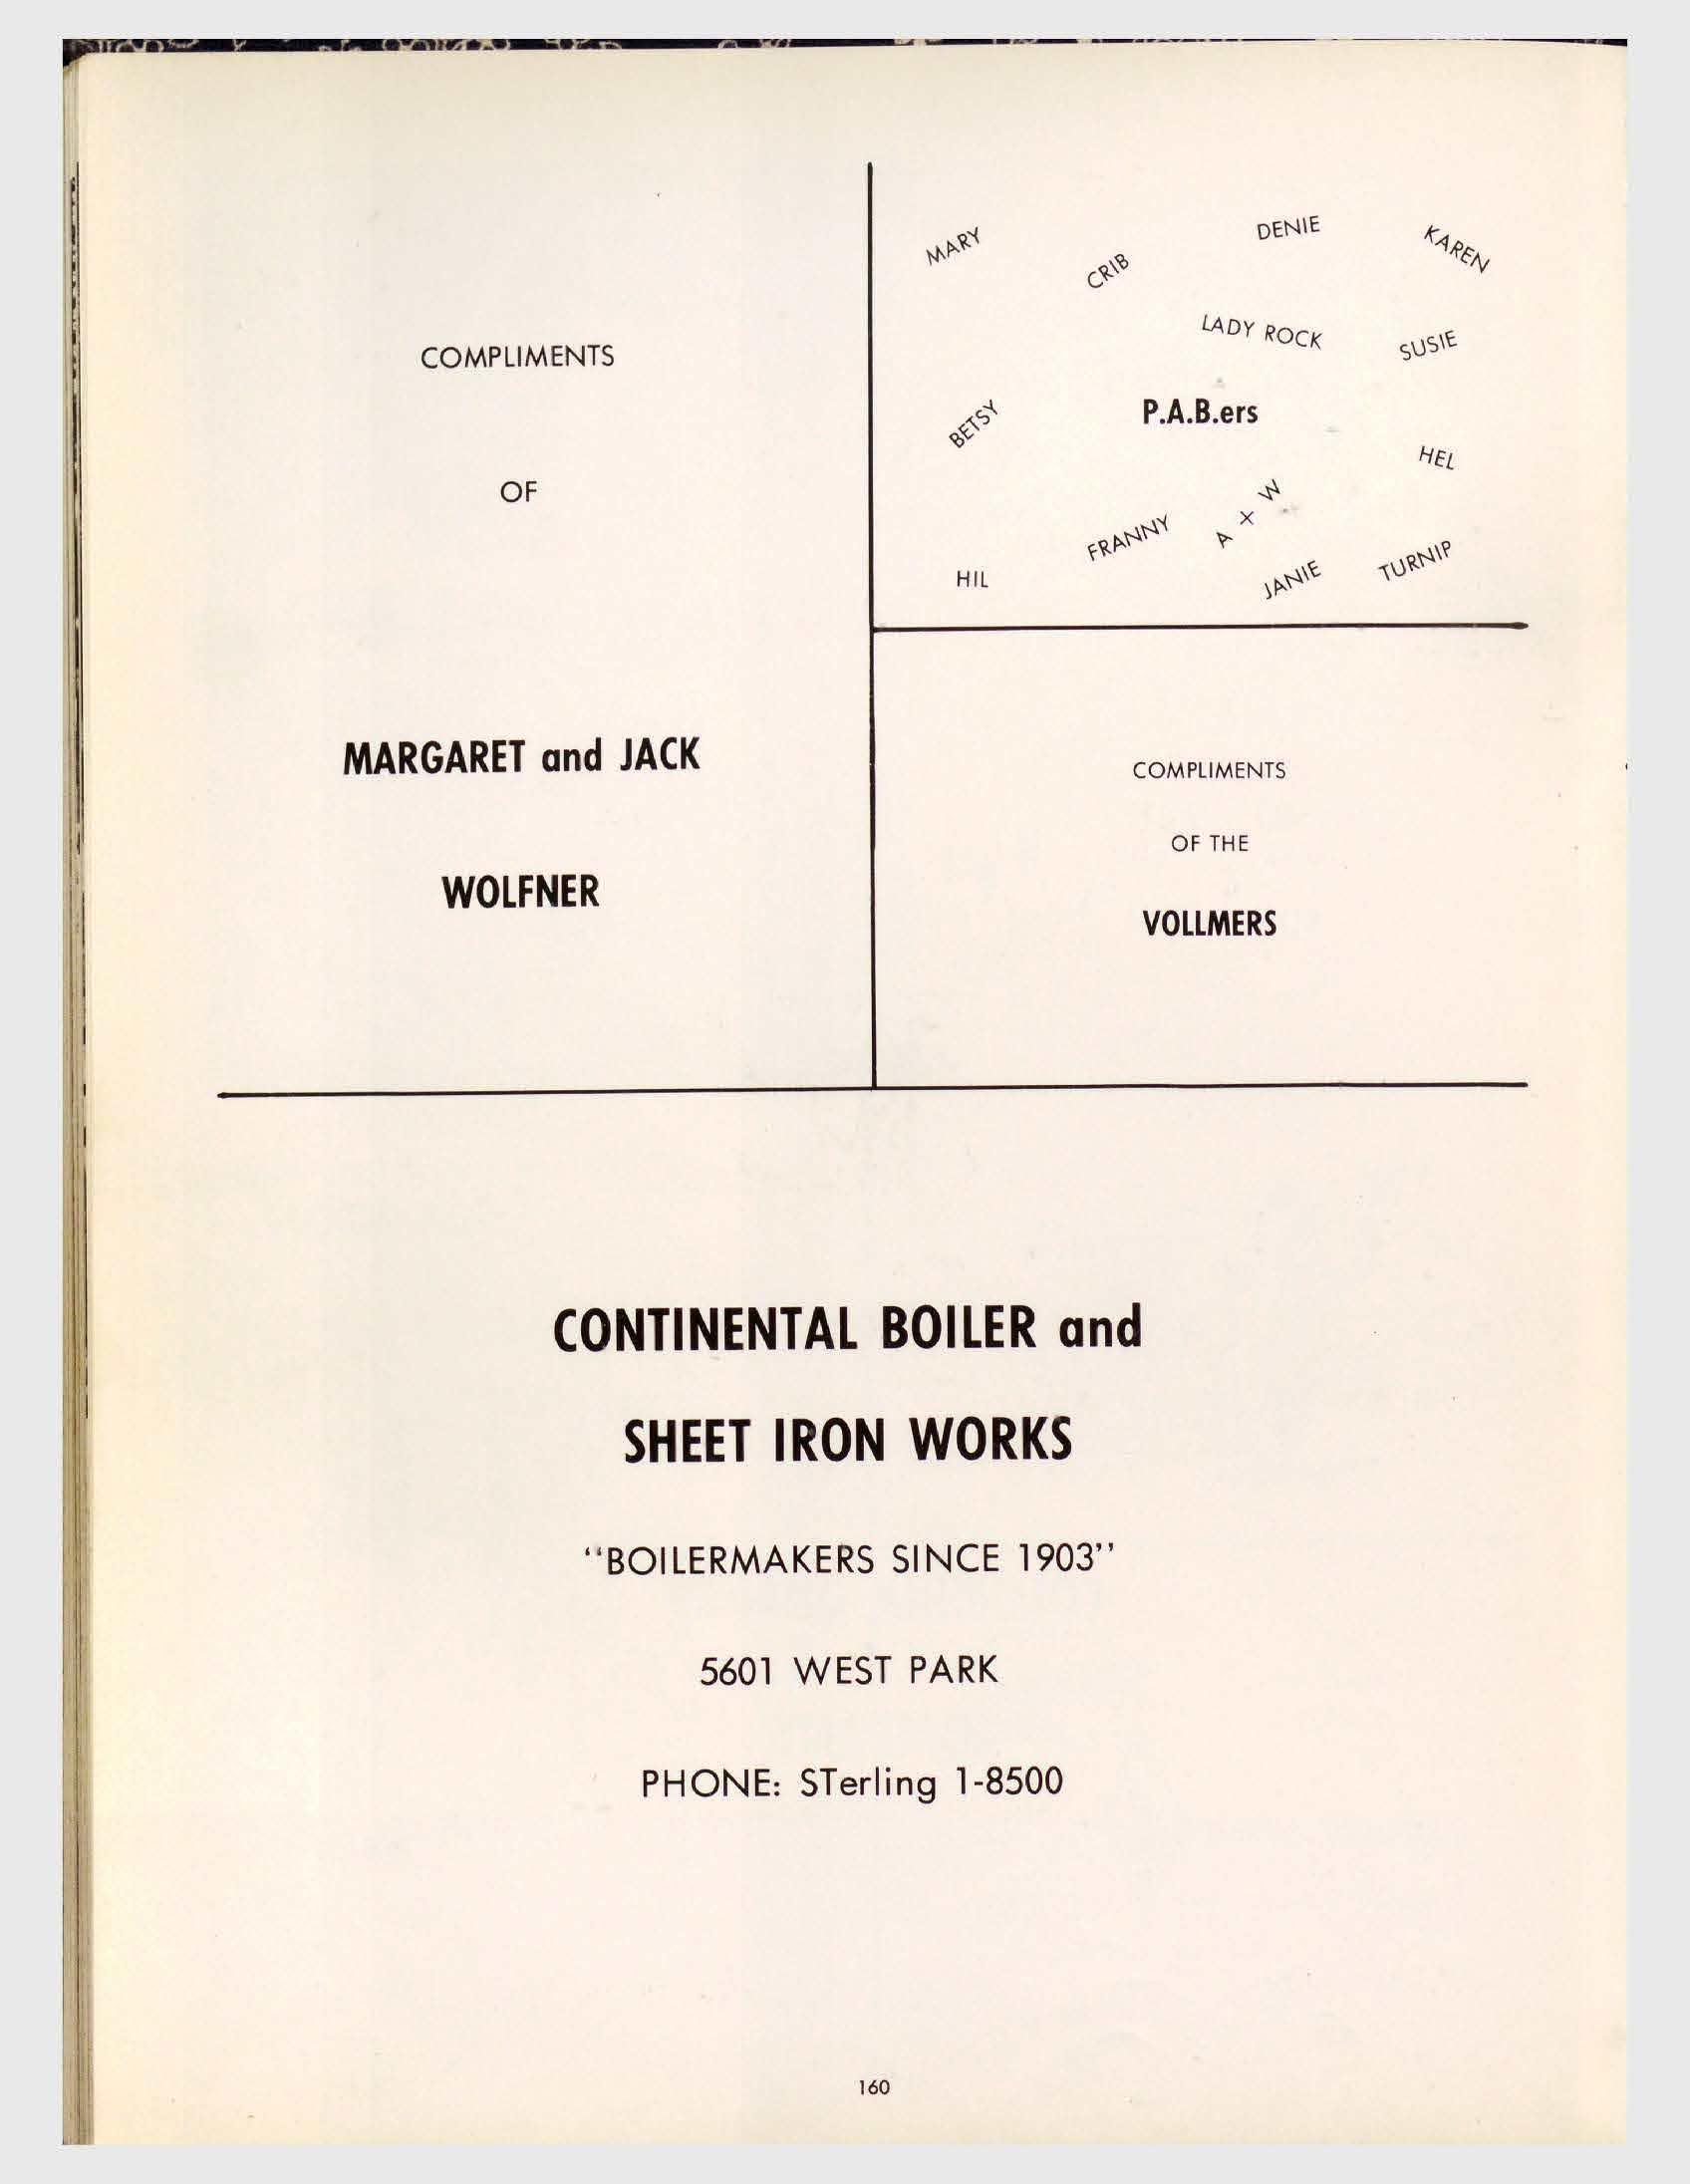 COMPLIMENTS
OF
MARGARET and JACK
WOLFNER
MARY
CRIB
DENIE
KAREN
LADY ROCK
SUSIE
BETSY
P.A.B.ers
HEL
FRANNY
A x W
HIL
JANIE
TURNIP
COMPLIMENTS
OF THE
VOLLMERS
CONTINENTAL BOILER and
SHEET IRON WORKS
"BOILERMAKERS SINCE 1903"
5601 WEST PARK
PHONE: STerling 1-8500
160